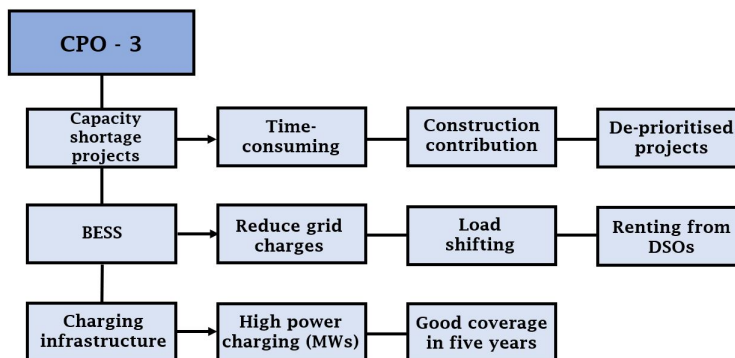 CPO - 3
Capacity
shortage
projects
Time-
consuming
Construction
contribution
De-prioritised
projects
BESS
Reduce grid
charges
Load
shifting
Renting from
DSOs
Charging
infrastructure
High power
charging (MWs)
Good coverage
in five years